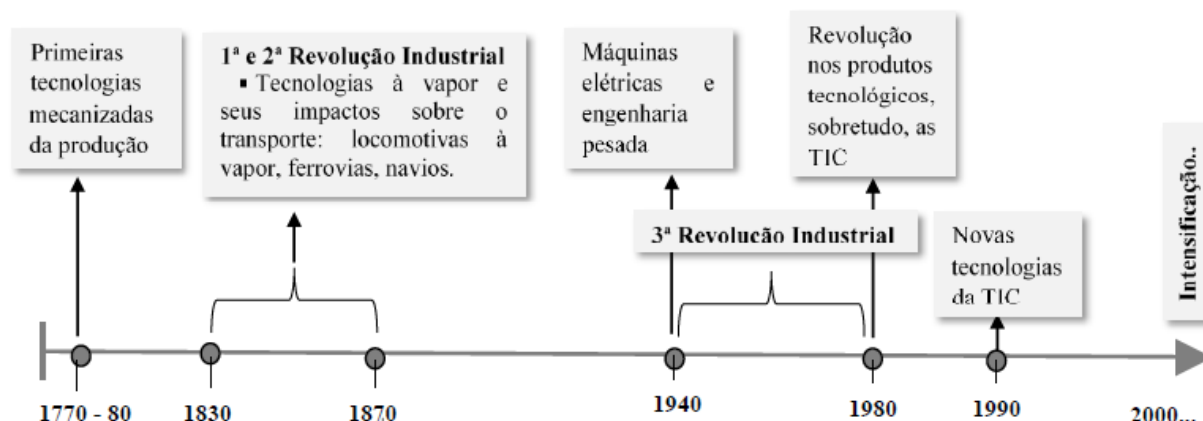 Primeiras
tecnologias
mecanizadas
da produção
1ª e 2ª Revolução Industrial
▪ Tecnologias à vapor e
seus impactos sobre o
transporte: locomotivas à
vapor, ferrovias, navios.
Máquinas
elétricas e
engenharia
pesada
Revolução
nos produtos
tecnológicos,
sobretudo, as
TIC
3ª Revolucão Industrial
Novas
tecnologias
da TIC
Intensificação..
1770 - 80
1830
1870
1940
1980
1990
2000...